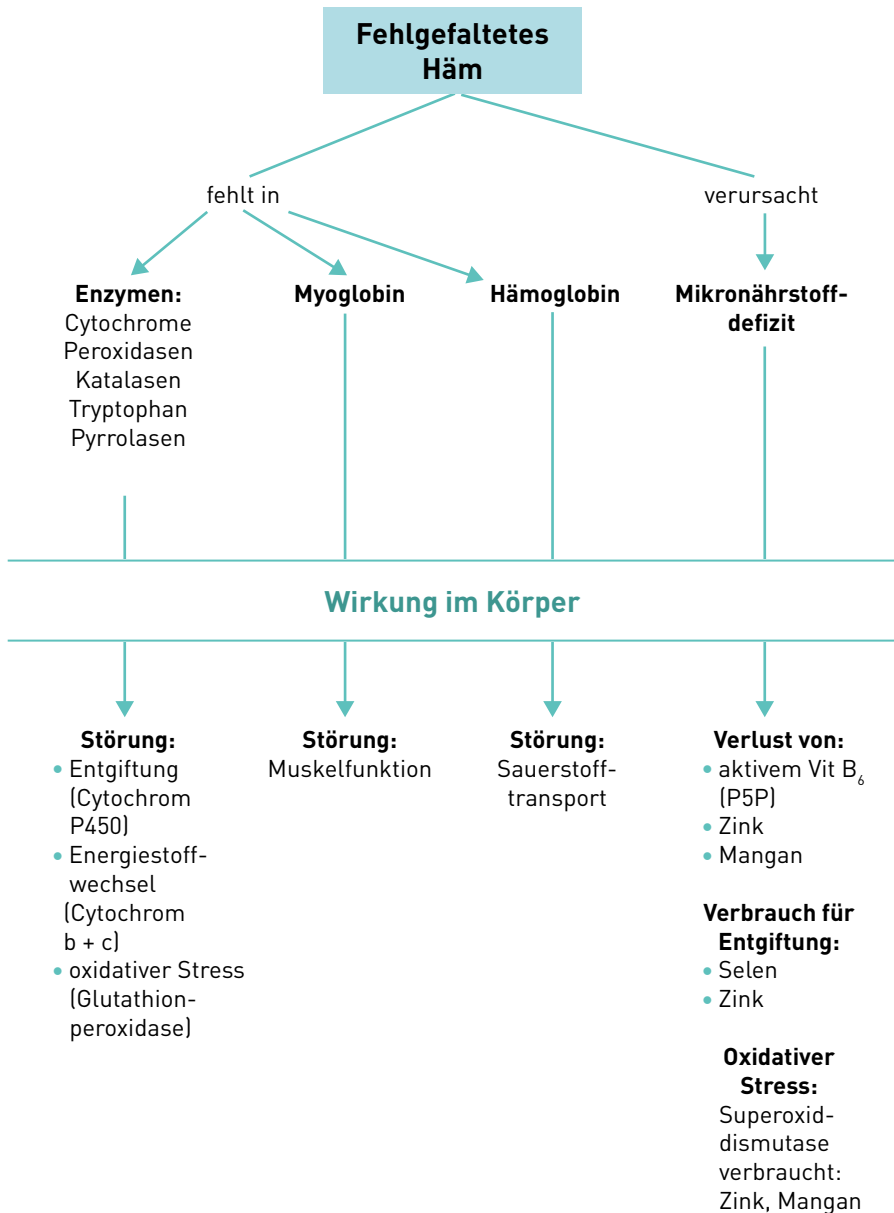 Fehlgefaltetes
Häm
fehlt in
verursacht
Enzymen:
Cytochrome
Peroxidasen
Katalasen
Tryptophan
Pyrrolasen
Myoglobin
Hämoglobin
Mikronährstoff-
defizit
Wirkung im Körper
Störung:
• Entgiftung
(Cytochrom
P450)
• Energiestoff-
wechsel
(Cytochrom
b + c)
• oxidativer Stress
(Glutathion-
peroxidase)
Störung:
Muskelfunktion
Störung:
Sauerstoff-
transport
Verlust von:
• aktivem Vit B₆
(P5P)
• Zink
• Mangan
Verbrauch für
Entgiftung:
• Selen
• Zink
Oxidativer
Stress:
Superoxid-
dismutase
verbraucht:
Zink, Mangan